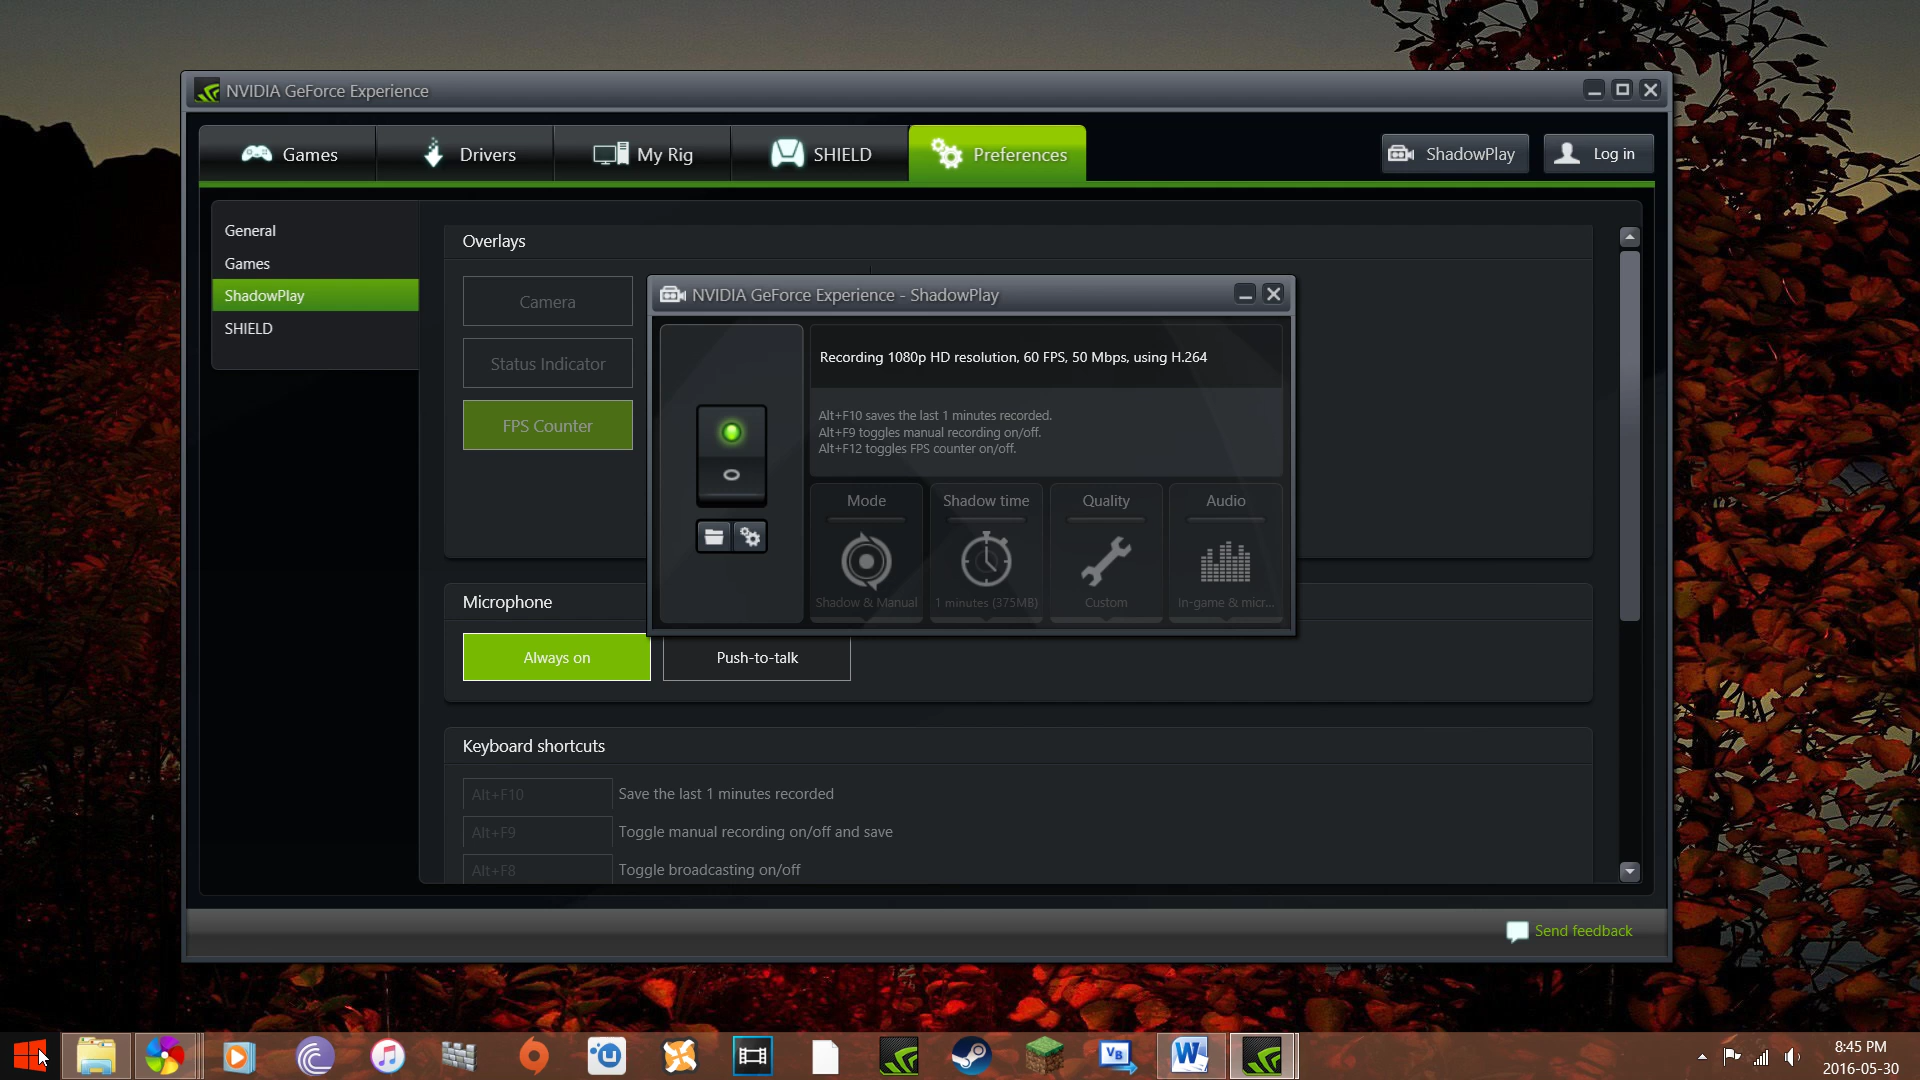 NVIDIA GeForce Experience
Games
Drivers
My Rig
SHIELD
Preferences
ShadowPlay
Log in
General
Games
ShadowPlay
SHIELD
Overlays
Camera
Status Indicator
FPS Counter
NVIDIA GeForce Experience - ShadowPlay
Recording 1080p HD resolution, 60 FPS, 50 Mbps, using H.264
Alt+F10 saves the last 1 minutes recorded.
Alt+F9 toggles manual recording on/off.
Alt+F12 toggles FPS counter on/off.
Mode
Shadow & Manual
Shadow time
1 minutes (375MB)
Quality
Custom
Audio
In-game & micr...
Microphone
Always on
Push-to-talk
Keyboard shortcuts
Alt+F10 Save the last 1 minutes recorded
Alt+F9 Toggle manual recording on/off and save
Alt+F8 Toggle broadcasting on/off
Send feedback
VB
W
8:45 PM
2016-05-30